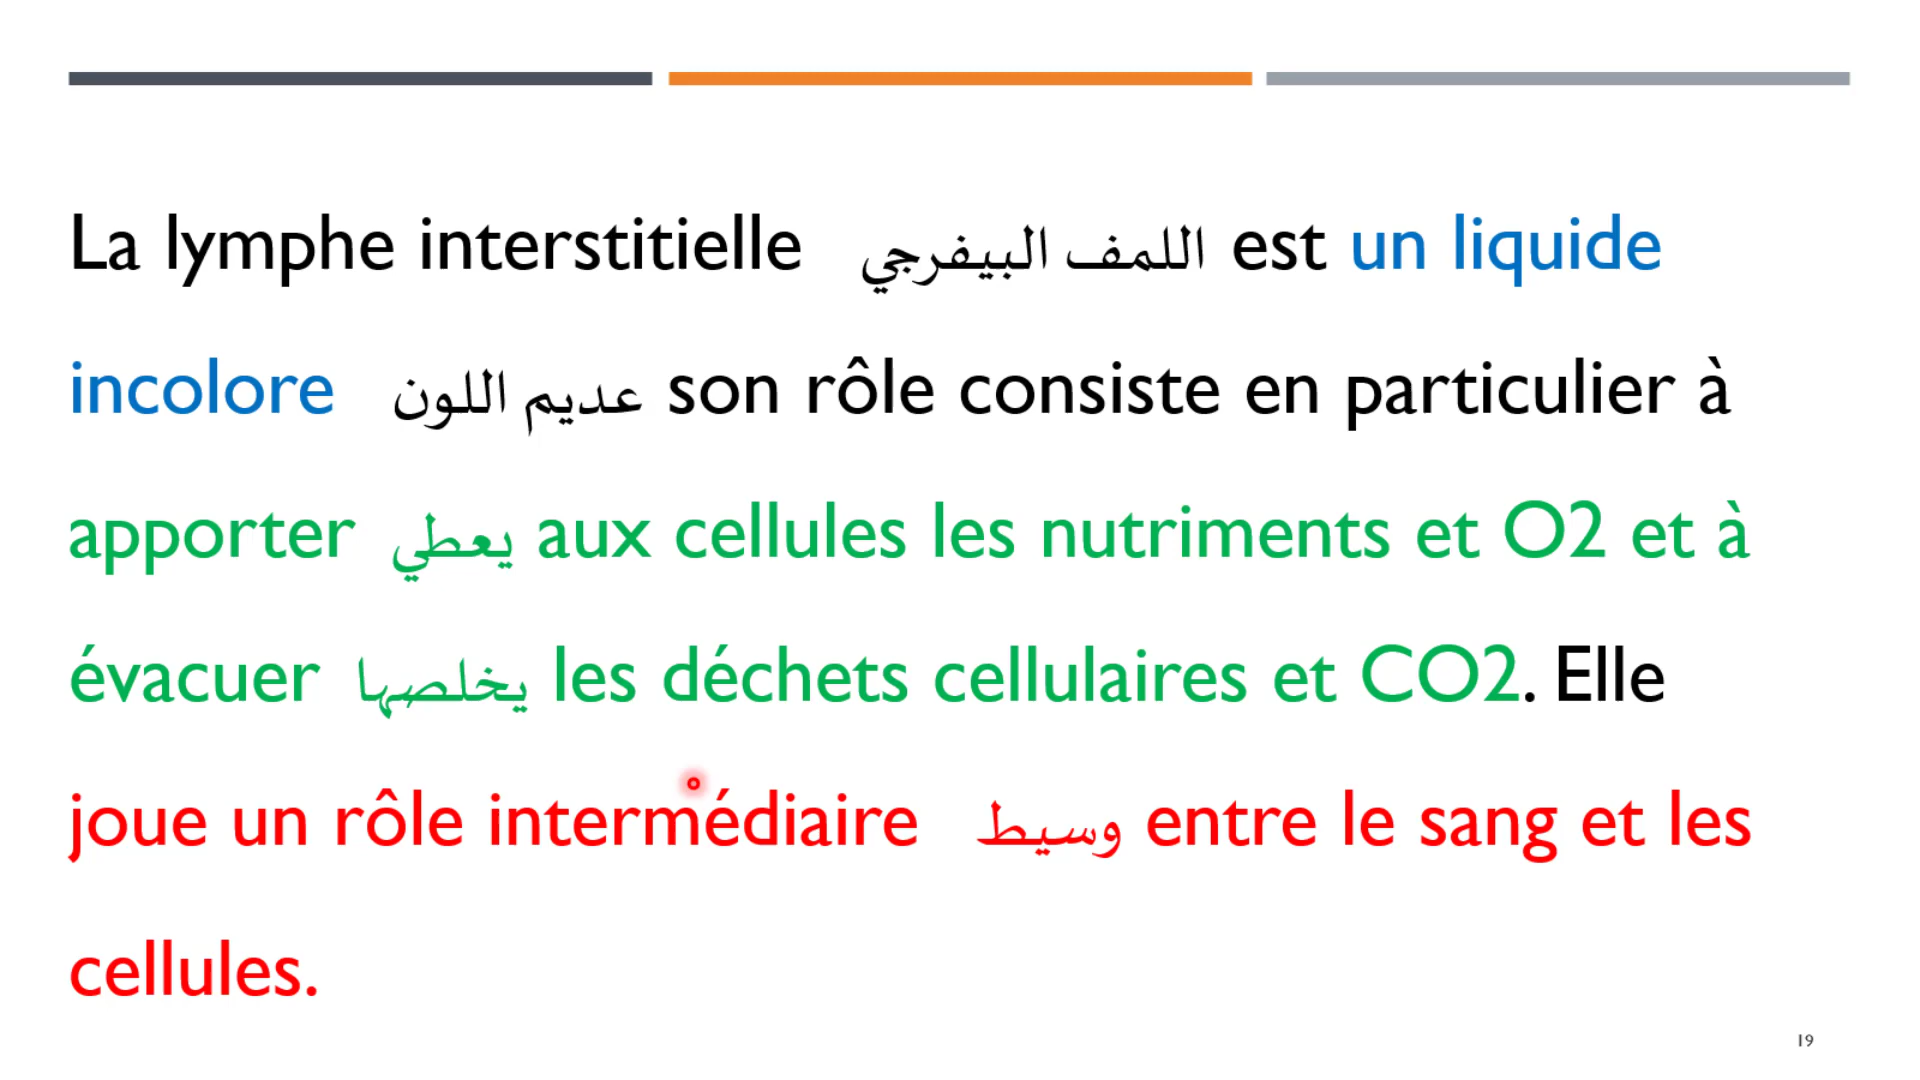 La lymphe interstitielle اللمف البيفرجي est un liquide
incolore عديم اللون son rôle consiste en particulier à
apporter يعطي aux cellules les nutriments et O2 et à
évacuer يخلصها les déchets cellulaires et CO2. Elle
joue un rôle intermédiaire وسيط entre le sang et les
cellules.
19